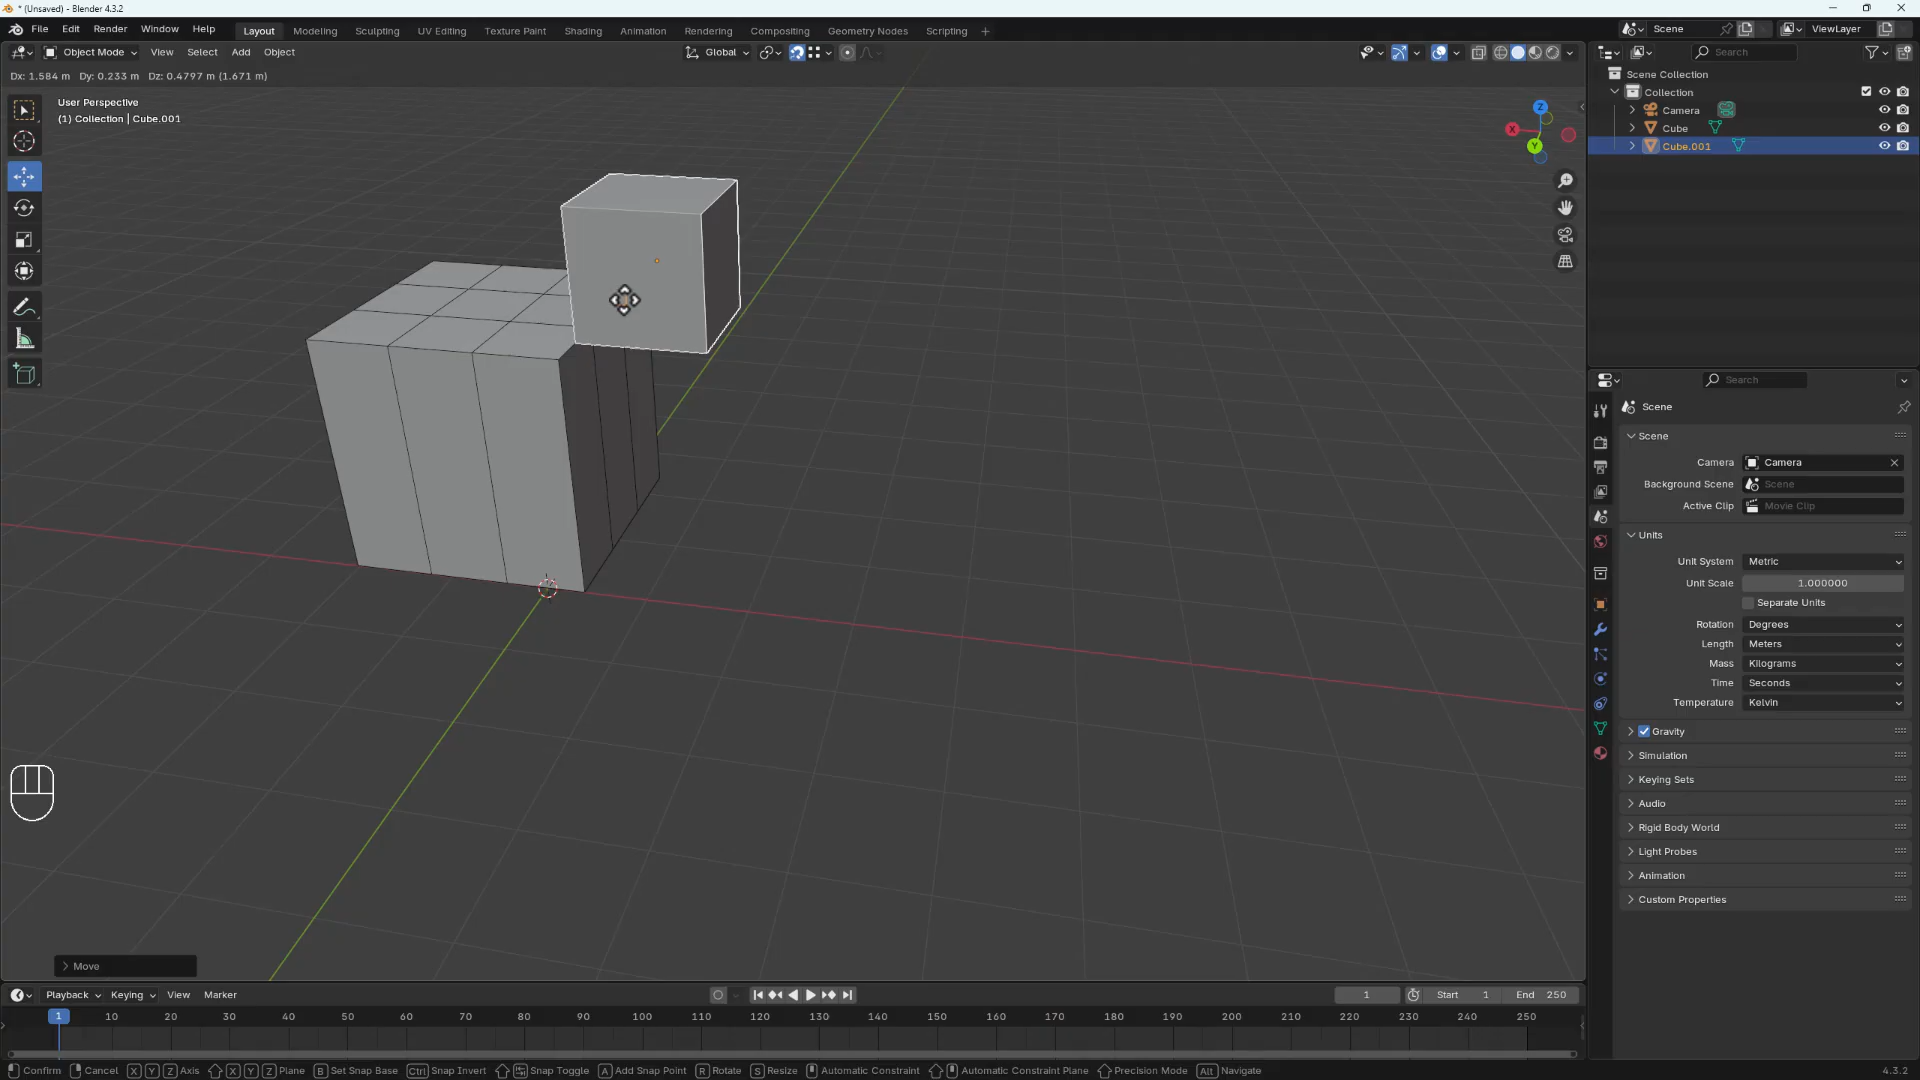 * (Unsaved) - Blender 4.3.2
File Edit Render Window Help Layout Modeling Sculpting UV Editing Texture Paint Shading Animation Rendering Compositing Geometry Nodes Scripting + Scene ViewLayer
Object Mode View Select Add Object Global Search
Dx: 1.584 m Dy: 0.233 m Dz: 0.4797 m (1.671 m)
User Perspective
(1) Collection | Cube.001
Z
X
Y
Scene Collection
Collection
Camera
Cube
Cube.001
Search
Scene
Scene
Camera Camera
Background Scene Scene
Active Clip Movie Clip
Units
Unit System Metric
Unit Scale 1.000000
Separate Units
Rotation Degrees
Length Meters
Mass Kilograms
Time Seconds
Temperature Kelvin
Gravity
Simulation
Keying Sets
Audio
Rigid Body World
Light Probes
Animation
Custom Properties
Move
Playback Keying View Marker 1 Start 1 End 250
1 10 20 30 40 50 60 70 80 90 100 110 120 130 140 150 160 170 180 190 200 210 220 230 240 250
Confirm Cancel X Y Z Axis X Y Z Plane B Set Snap Base Ctrl Snap Invert Snap Toggle A Add Snap Point R Rotate S Resize Automatic Constraint Automatic Constraint Plane Precision Mode Alt Navigate 4.3.2